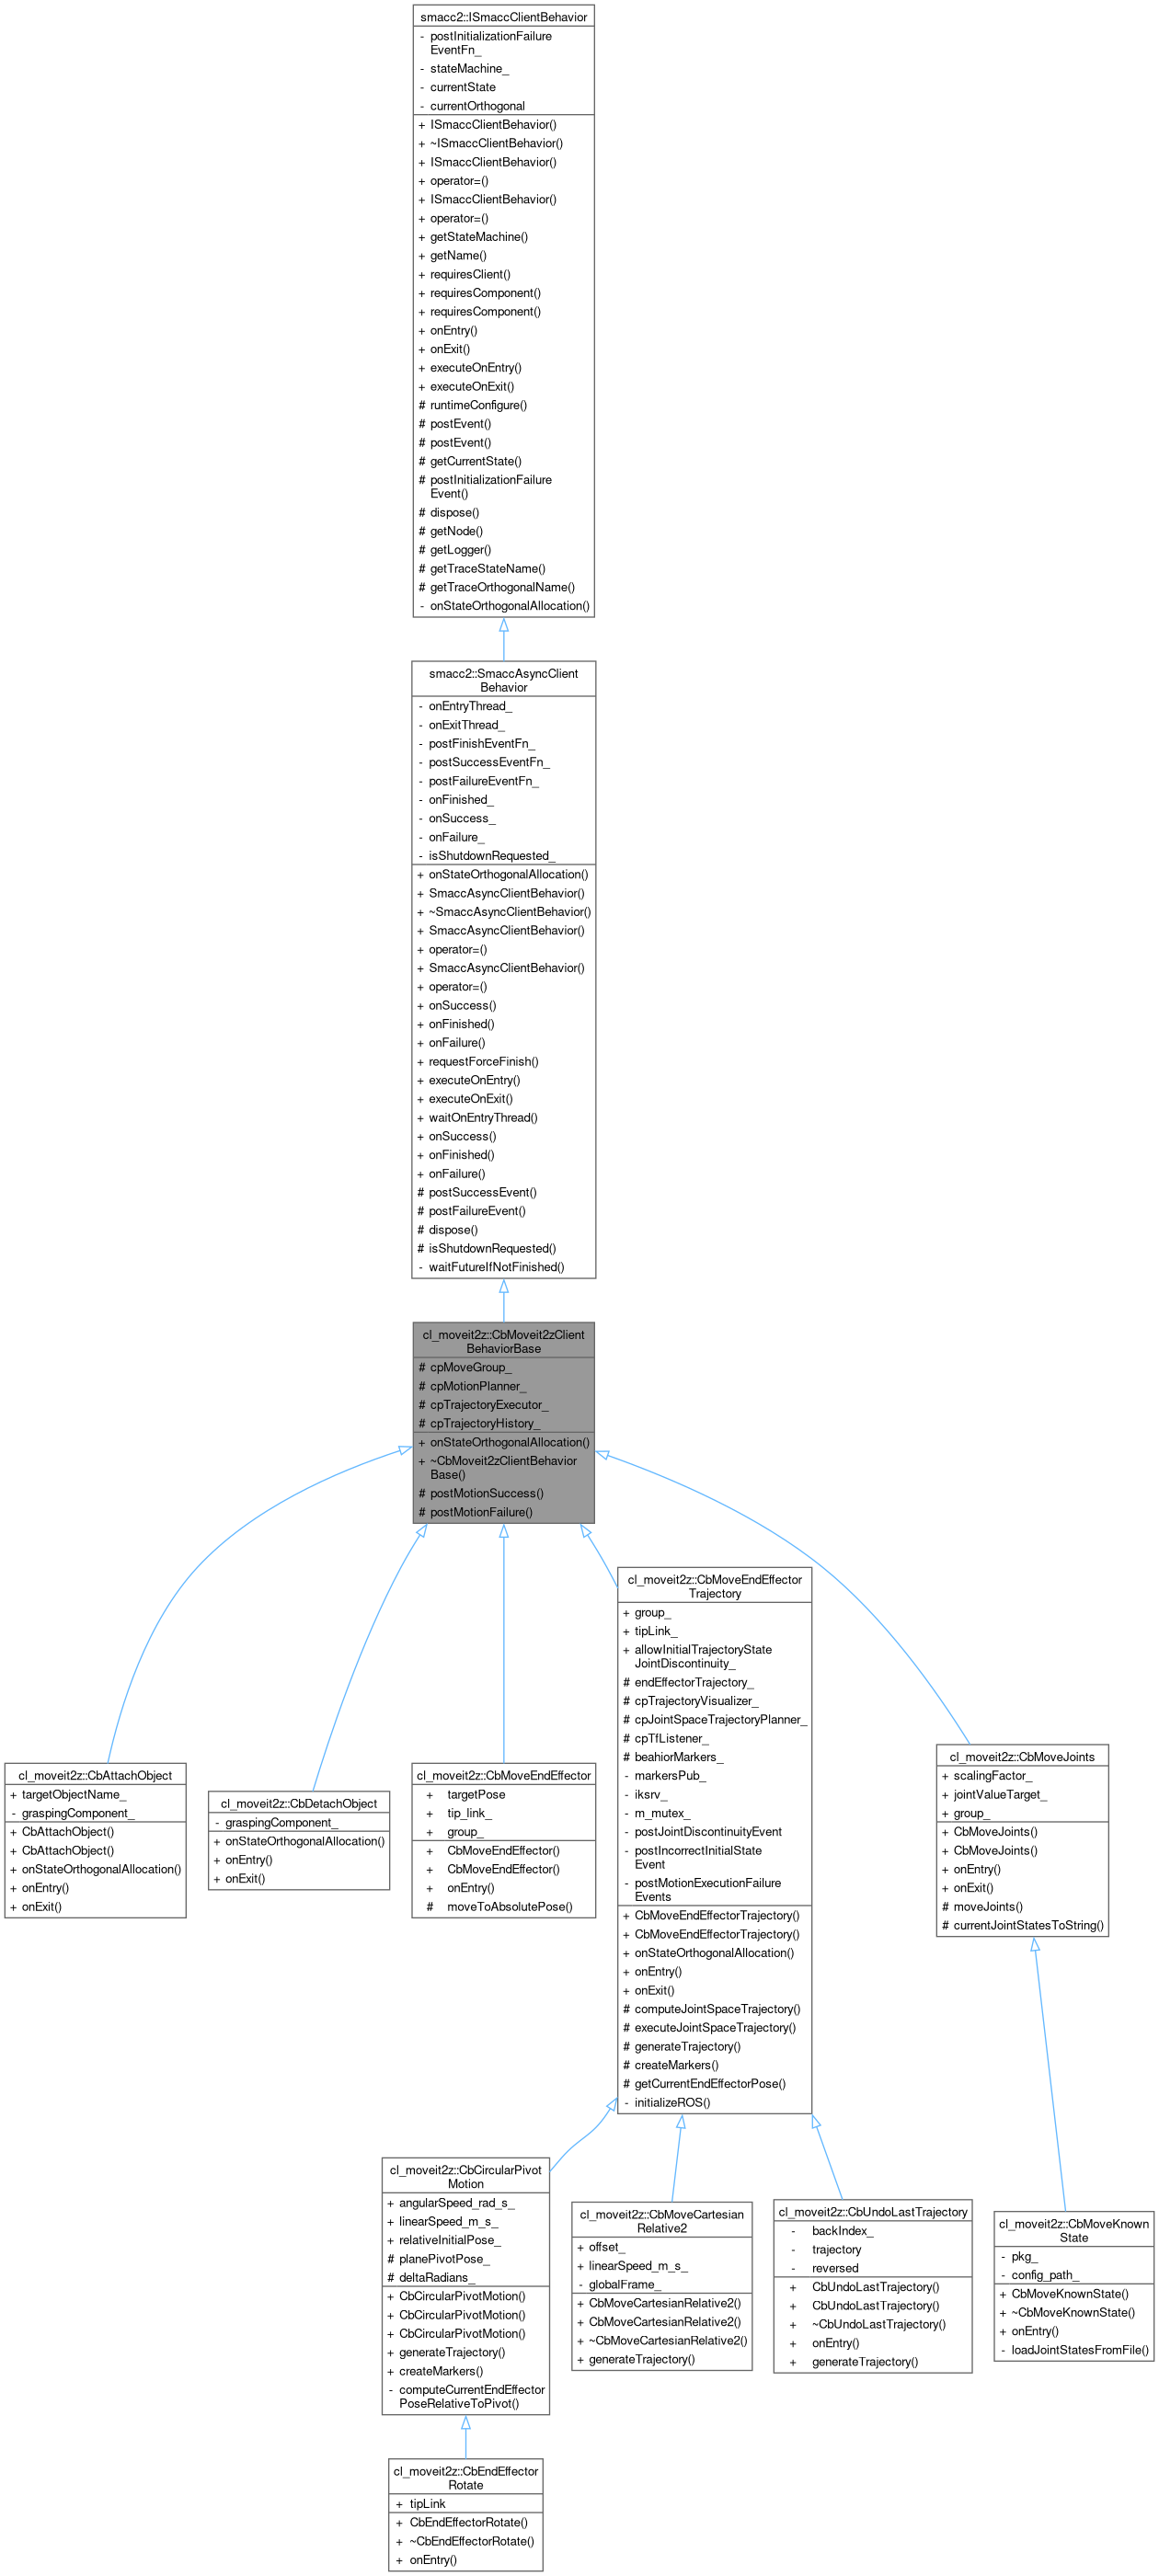 smacc2::ISmaccClientBehavior
- postInitializationFailure
EventFn_
- stateMachine_
- currentState
- currentOrthogonal
+ ISmaccClientBehavior()
+ ~ISmaccClientBehavior()
+ ISmaccClientBehavior()
+ operator=()
+ ISmaccClientBehavior()
+ operator=()
+ getStateMachine()
+ getName()
+ requiresClient()
+ requiresComponent()
+ requiresComponent()
+ onEntry()
+ onExit()
+ executeOnEntry()
+ executeOnExit()
# runtimeConfigure()
# postEvent()
# postEvent()
# getCurrentState()
# postInitializationFailure
Event()
# dispose()
# getNode()
# getLogger()
# getTraceStateName()
# getTraceOrthogonalName()
- onStateOrthogonalAllocation()
smacc2::SmaccAsyncClient
Behavior
- onEntryThread_
- onExitThread_
- postFinishEventFn_
- postSuccessEventFn_
- postFailureEventFn_
- onFinished_
- onSuccess_
- onFailure_
- isShutdownRequested_
+ onStateOrthogonalAllocation()
+ SmaccAsyncClientBehavior()
+ ~SmaccAsyncClientBehavior()
+ SmaccAsyncClientBehavior()
+ operator=()
+ SmaccAsyncClientBehavior()
+ operator=()
+ onSuccess()
+ onFinished()
+ onFailure()
+ requestForceFinish()
+ executeOnEntry()
+ executeOnExit()
+ waitOnEntryThread()
+ onSuccess()
+ onFinished()
+ onFailure()
# postSuccessEvent()
# postFailureEvent()
# dispose()
# isShutdownRequested()
- waitFutureIfNotFinished()
cl_moveit2z::CbMoveit2zClient
BehaviorBase
# cpMoveGroup_
# cpMotionPlanner_
# cpTrajectoryExecutor_
# cpTrajectoryHistory_
+ onStateOrthogonalAllocation()
+ ~CbMoveit2zClientBehavior
Base()
# postMotionSuccess()
# postMotionFailure()
cl_moveit2z::CbAttachObject
+ targetObjectName_
- graspingComponent_
+ CbAttachObject()
+ CbAttachObject()
+ onStateOrthogonalAllocation()
+ onEntry()
+ onExit()
cl_moveit2z::CbDetachObject
- graspingComponent_
+ onStateOrthogonalAllocation()
+ onEntry()
+ onExit()
cl_moveit2z::CbMoveEndEffector
+ targetPose
+ tip_link_
+ group_
+ CbMoveEndEffector()
+ CbMoveEndEffector()
+ onEntry()
# moveToAbsolutePose()
cl_moveit2z::CbMoveEndEffector
Trajectory
+ group_
+ tipLink_
+ allowInitialTrajectoryState
JointDiscontinuity_
# endEffectorTrajectory_
# cpTrajectoryVisualizer_
# cpJointSpaceTrajectoryPlanner_
# cpTfListener_
# beahiorMarkers_
- markersPub_
- iksrv_
- m_mutex_
- postJointDiscontinuityEvent
- postIncorrectInitialState
Event
- postMotionExecutionFailure
Events
+ CbMoveEndEffectorTrajectory()
+ CbMoveEndEffectorTrajectory()
+ onStateOrthogonalAllocation()
+ onEntry()
+ onExit()
# computeJointSpaceTrajectory()
# executeJointSpaceTrajectory()
# generateTrajectory()
# createMarkers()
# getCurrentEndEffectorPose()
- initializeROS()
cl_moveit2z::CbMoveJoints
+ scalingFactor_
+ jointValueTarget_
+ group_
+ CbMoveJoints()
+ CbMoveJoints()
+ onEntry()
+ onExit()
# moveJoints()
# currentJointStatesToString()
cl_moveit2z::CbCircularPivot
Motion
+ angularSpeed_rad_s_
+ linearSpeed_m_s_
+ relativeInitialPose_
# planePivotPose_
# deltaRadians_
+ CbCircularPivotMotion()
+ CbCircularPivotMotion()
+ CbCircularPivotMotion()
+ generateTrajectory()
+ createMarkers()
- computeCurrentEndEffector
PoseRelativeToPivot()
cl_moveit2z::CbMoveCartesian
Relative2
+ offset_
+ linearSpeed_m_s_
- globalFrame_
+ CbMoveCartesianRelative2()
+ CbMoveCartesianRelative2()
+ ~CbMoveCartesianRelative2()
+ generateTrajectory()
cl_moveit2z::CbUndoLastTrajectory
- backIndex_
- trajectory
- reversed
+ CbUndoLastTrajectory()
+ CbUndoLastTrajectory()
+ ~CbUndoLastTrajectory()
+ onEntry()
+ generateTrajectory()
cl_moveit2z::CbMoveKnown
State
- pkg_
- config_path_
+ CbMoveKnownState()
+ ~CbMoveKnownState()
+ onEntry()
- loadJointStatesFromFile()
cl_moveit2z::CbEndEffector
Rotate
+ tipLink
+ CbEndEffectorRotate()
+ ~CbEndEffectorRotate()
+ onEntry()